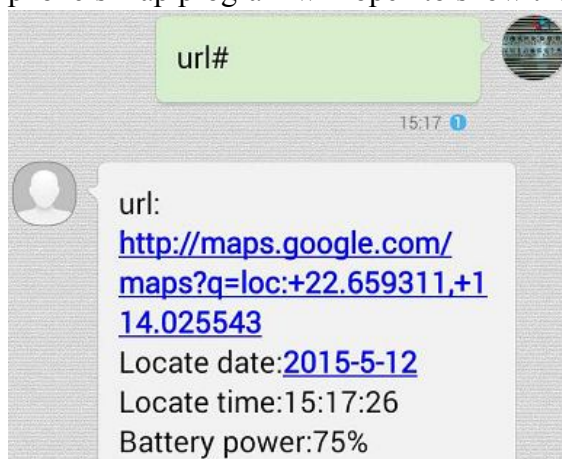 url#
15:17 1
url:
http://maps.google.com/
maps?q=loc:+22.659311,+1
14.025543
Locate date:2015-5-12
Locate time:15:17:26
Battery power:75%